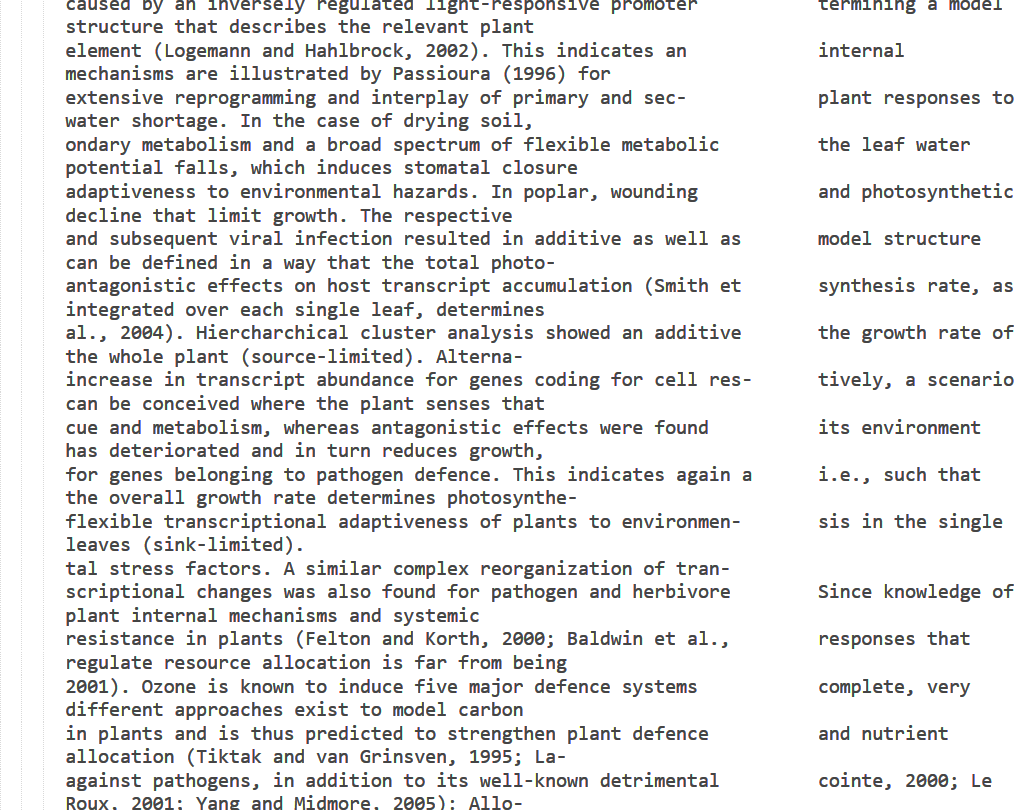 caused by an inversely regulated light-responsive promoter termining a model
structure that describes the relevant plant
element (Logemann and Hahlbrock, 2002). This indicates an internal
mechanisms are illustrated by Passioura (1996) for
extensive reprogramming and interplay of primary and sec- plant responses to
water shortage. In the case of drying soil,
ondary metabolism and a broad spectrum of flexible metabolic the leaf water
potential falls, which induces stomatal closure
adaptiveness to environmental hazards. In poplar, wounding and photosynthetic
decline that limit growth. The respective
and subsequent viral infection resulted in additive as well as model structure
can be defined in a way that the total photo-
antagonistic effects on host transcript accumulation (Smith et synthesis rate, as
integrated over each single leaf, determines
al., 2004). Hiercharchical cluster analysis showed an additive the growth rate of
the whole plant (source-limited). Alterna-
increase in transcript abundance for genes coding for cell res- tively, a scenario
can be conceived where the plant senses that
cue and metabolism, whereas antagonistic effects were found its environment
has deteriorated and in turn reduces growth,
for genes belonging to pathogen defence. This indicates again a i.e., such that
the overall growth rate determines photosynthe-
flexible transcriptional adaptiveness of plants to environmen- sis in the single
leaves (sink-limited).
tal stress factors. A similar complex reorganization of tran-
scriptional changes was also found for pathogen and herbivore Since knowledge of
plant internal mechanisms and systemic
resistance in plants (Felton and Korth, 2000; Baldwin et al., responses that
regulate resource allocation is far from being
2001). Ozone is known to induce five major defence systems complete, very
different approaches exist to model carbon
in plants and is thus predicted to strengthen plant defence and nutrient
allocation (Tiktak and van Grinsven, 1995; La-
against pathogens, in addition to its well-known detrimental cointe, 2000; Le
Roux, 2001; Yang and Midmore, 2005): Allo-